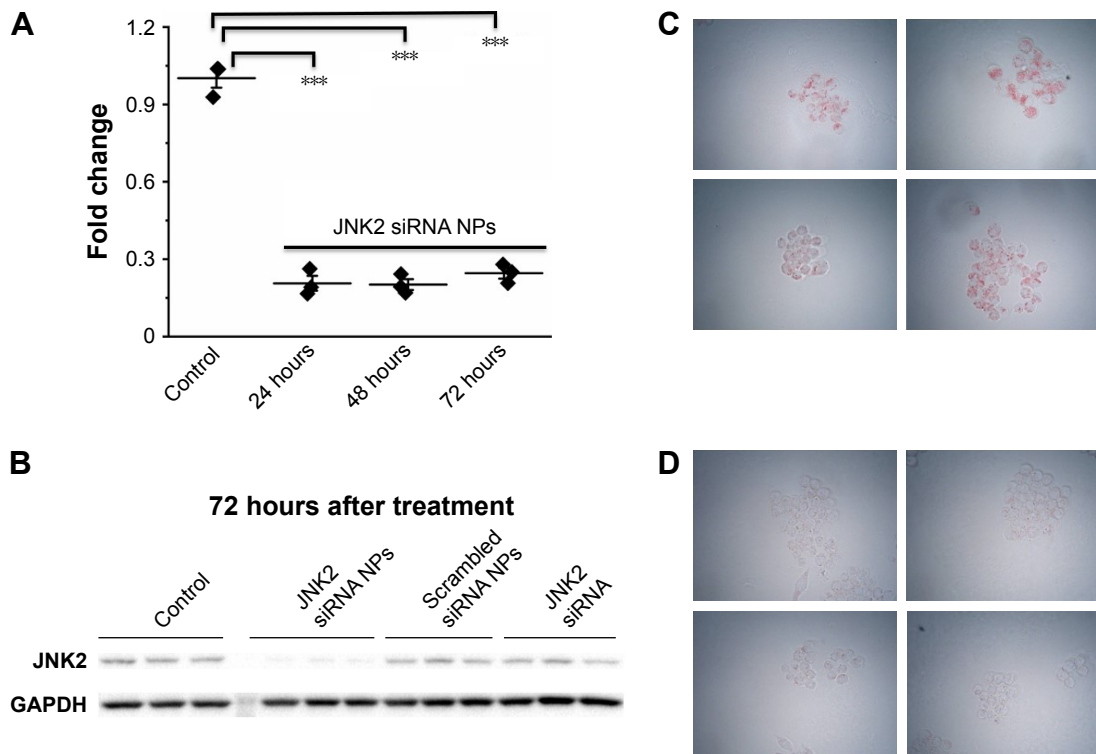 A
1.2
0.9
0.6
0.3
0
Fold change
***
***
***
JNK2 siRNA NPs
Control
24 hours
48 hours
72 hours
B
72 hours after treatment
Control
JNK2
siRNA NPs
Scrambled
siRNA NPs
JNK2
siRNA
JNK2
GAPDH
C
D